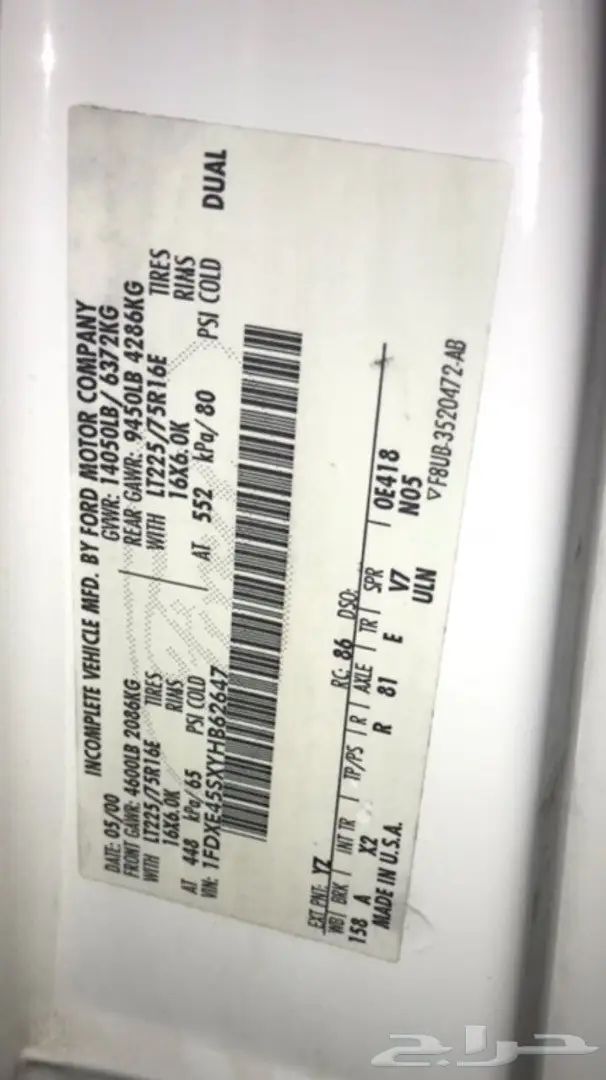 INCOMPLETE VEHICLE MFD. BY FORD MOTOR COMPANY
DATE: 05/00 GVWR: 14050LB/ 6372KG
FRONT GAWR: 4600LB 2086KG REAR GAWR: 9450LB 4286KG
WITH LT225/75R16E TIRES WITH LT225/75R16E TIRES
16X6.0K RIMS 16X6.0K RIMS
AT 448 kPa/65 PSI COLD AT 552 kPa/ 80 PSI COLD DUAL
VIN: 1FDXE45SXYHB62647
EXT PNT: YZ RC: 86 DSO:
WB BRK INT TR TP/PS R AXLE TR SPR
158 A X2 R 81 E V7 0E418
MADE IN U.S.A. ULN N05
▽F8UB-3520472-AB
حراج